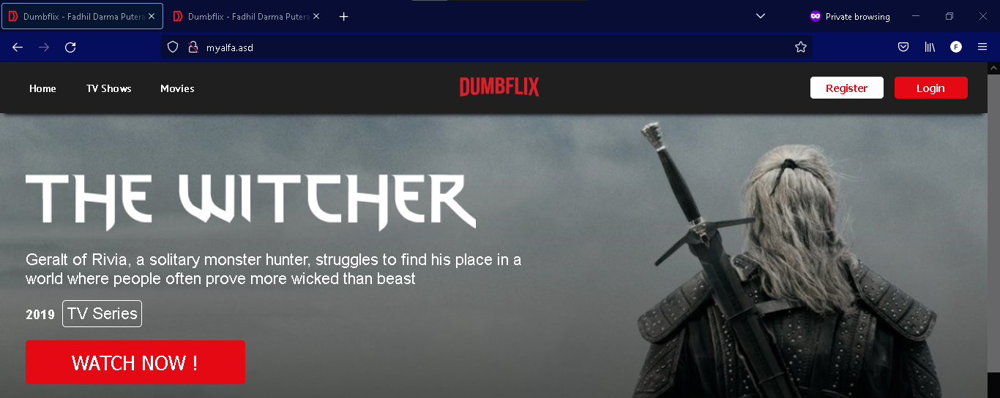 Dumbflix - Fadhil Darma Putera
Dumbflix - Fadhil Darma Putera
Private browsing
myalfa.asd
F
Home
TV Shows
Movies
DUMBFLIX
Register
Login
THE WITCHER
Geralt of Rivia, a solitary monster hunter, struggles to find his place in a
world where people often prove more wicked than beast
2019 TV Series
WATCH NOW !